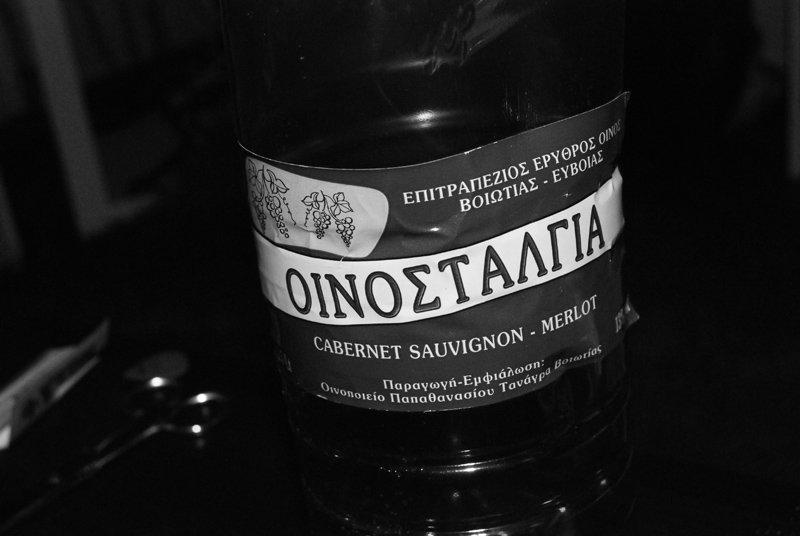 ΕΠΙΤΡΑΠΕΖΙΟΣ ΕΡΥΘΡΟΣ ΟΙΝΟΣ
ΒΟΙΩΤΙΑΣ - ΕΥΒΟΙΑΣ
ΟΙΝΟΣΤΑΛΓΙΑ
CABERNET SAUVIGNON - MERLOT
Παραγωγή-Εμφιάλωση:
Οινοποιείο Παπαθανασίου Τανάγρα Βοιωτίας